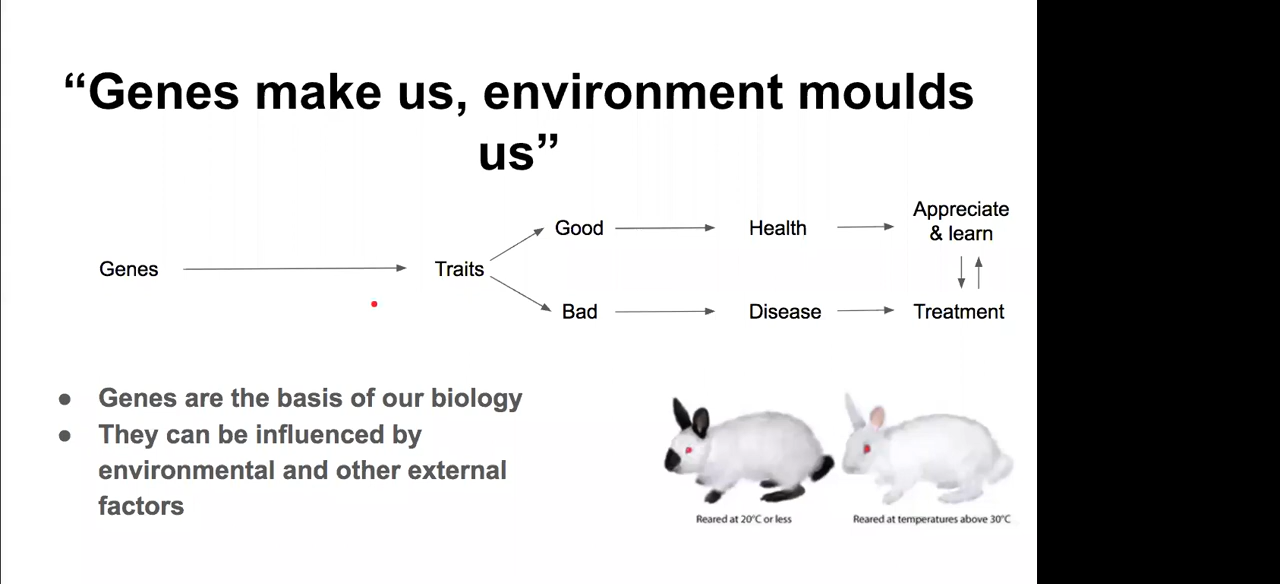 “Genes make us, environment moulds
us”
Genes
Traits
Good
Health
Appreciate
& learn
Bad
Disease
Treatment
● Genes are the basis of our biology
● They can be influenced by
environmental and other external
factors
Reared at 20°C or less
Reared at temperatures above 30°C